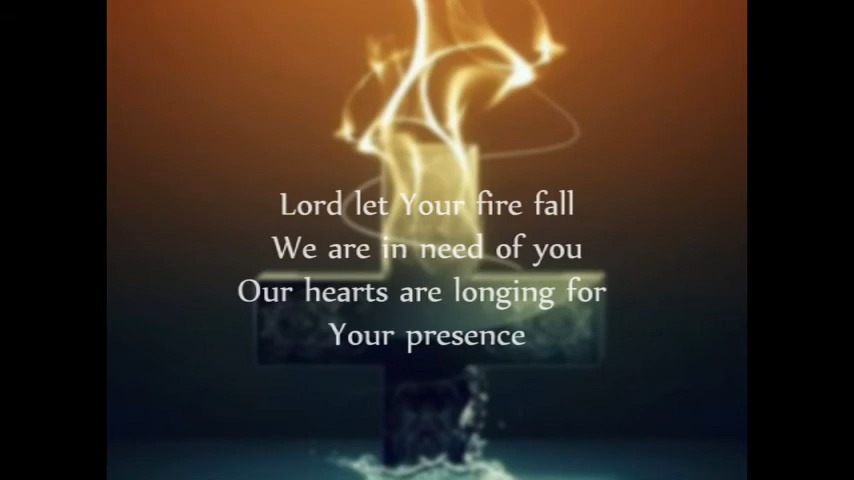 Lord let Your fire fall
We are in need of you
Our hearts are longing for
Your presence